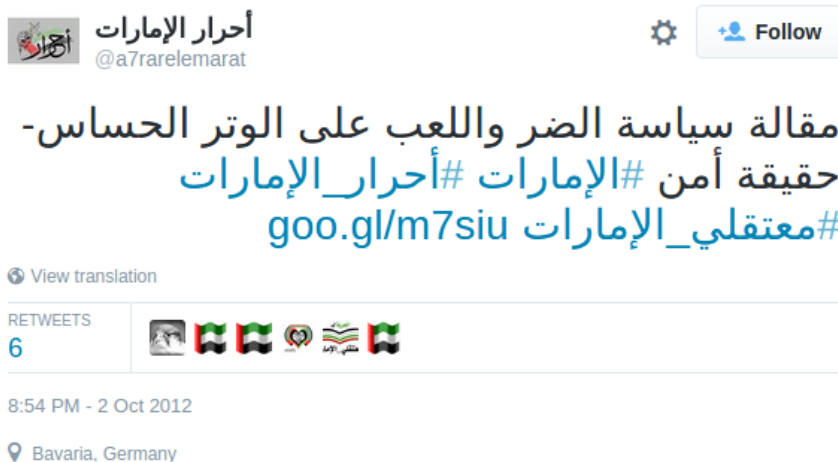 أحرار الإمارات
@a7rarelemarat
Follow
مقالة سياسة الضر واللعب على الوتر الحساس-
حقيقة أمن #الإمارات #أحرار_الإمارات
#معتقلي_الإمارات goo.gl/m7siu
View translation
RETWEETS
6
8:54 PM - 2 Oct 2012
Bavaria, Germany